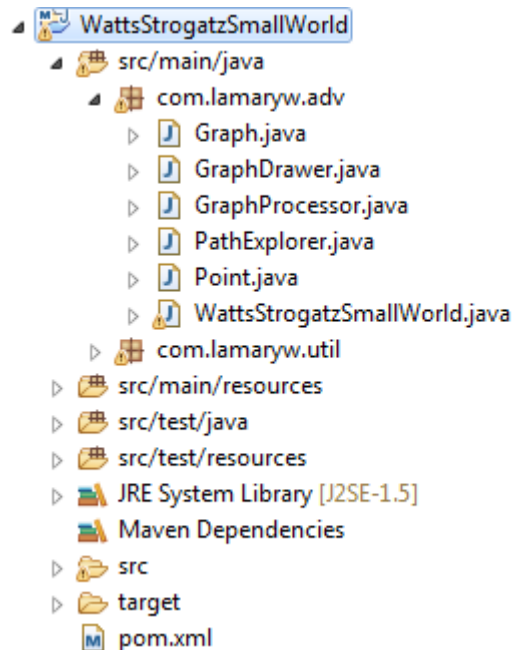 WattsStrogatzSmallWorld
src/main/java
com.lamaryw.adv
Graph.java
GraphDrawer.java
GraphProcessor.java
PathExplorer.java
Point.java
WattsStrogatzSmallWorld.java
com.lamaryw.util
src/main/resources
src/test/java
src/test/resources
JRE System Library [J2SE-1.5]
Maven Dependencies
src
target
pom.xml